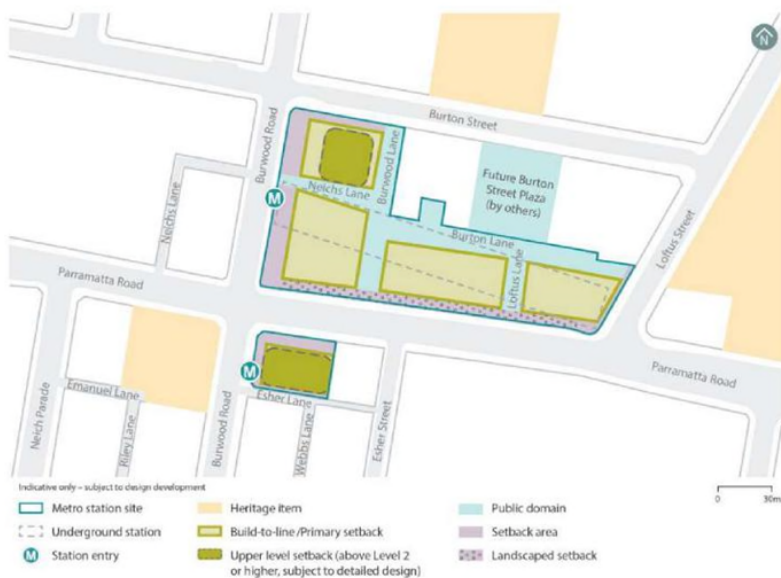 N
Burton Street
Burwood Road
Burwood Lane
Neichs Lane
Neichs Lane
M
Future Burton
Street Plaza
(by others)
Burton Lane
Loftus Street
Loftus Lane
Parramatta Road
Parramatta Road
M
Emanuel Lane
Esher Lane
Neich Parade
Riley Lane
Burwood Road
Webbs Lane
Esher Street
Indicative only – subject to design development
0 30m
Metro station site
Underground station
M Station entry
Heritage item
Build-to-line/Primary setback
Upper level setback (above Level 2
or higher, subject to detailed design)
Public domain
Setback area
Landscaped setback